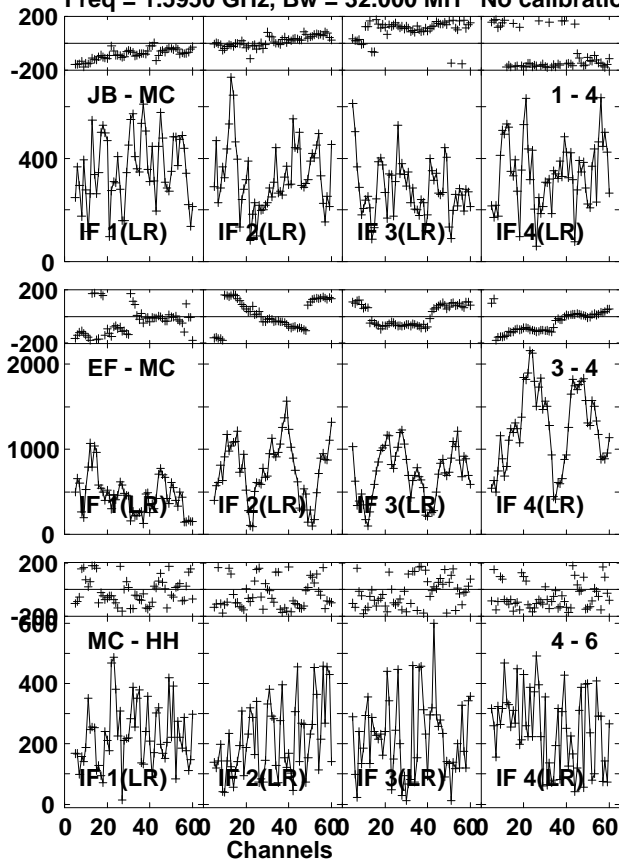 Freq = 1.5950 GHz, Bw = 32.000 MH No calibratio
200
-200
JB - MC 1 - 4
400
0
IF 1(LR) IF 2(LR) IF 3(LR) IF 4(LR)
200
-200
EF - MC 3 - 4
2000
1000
0
IF 1(LR) IF 2(LR) IF 3(LR) IF 4(LR)
200
-200
600
MC - HH 4 - 6
400
200
0
IF 1(LR) IF 2(LR) IF 3(LR) IF 4(LR)
0 20 40 60 0 20 40 60 0 20 40 60 0 20 40 60
Channels